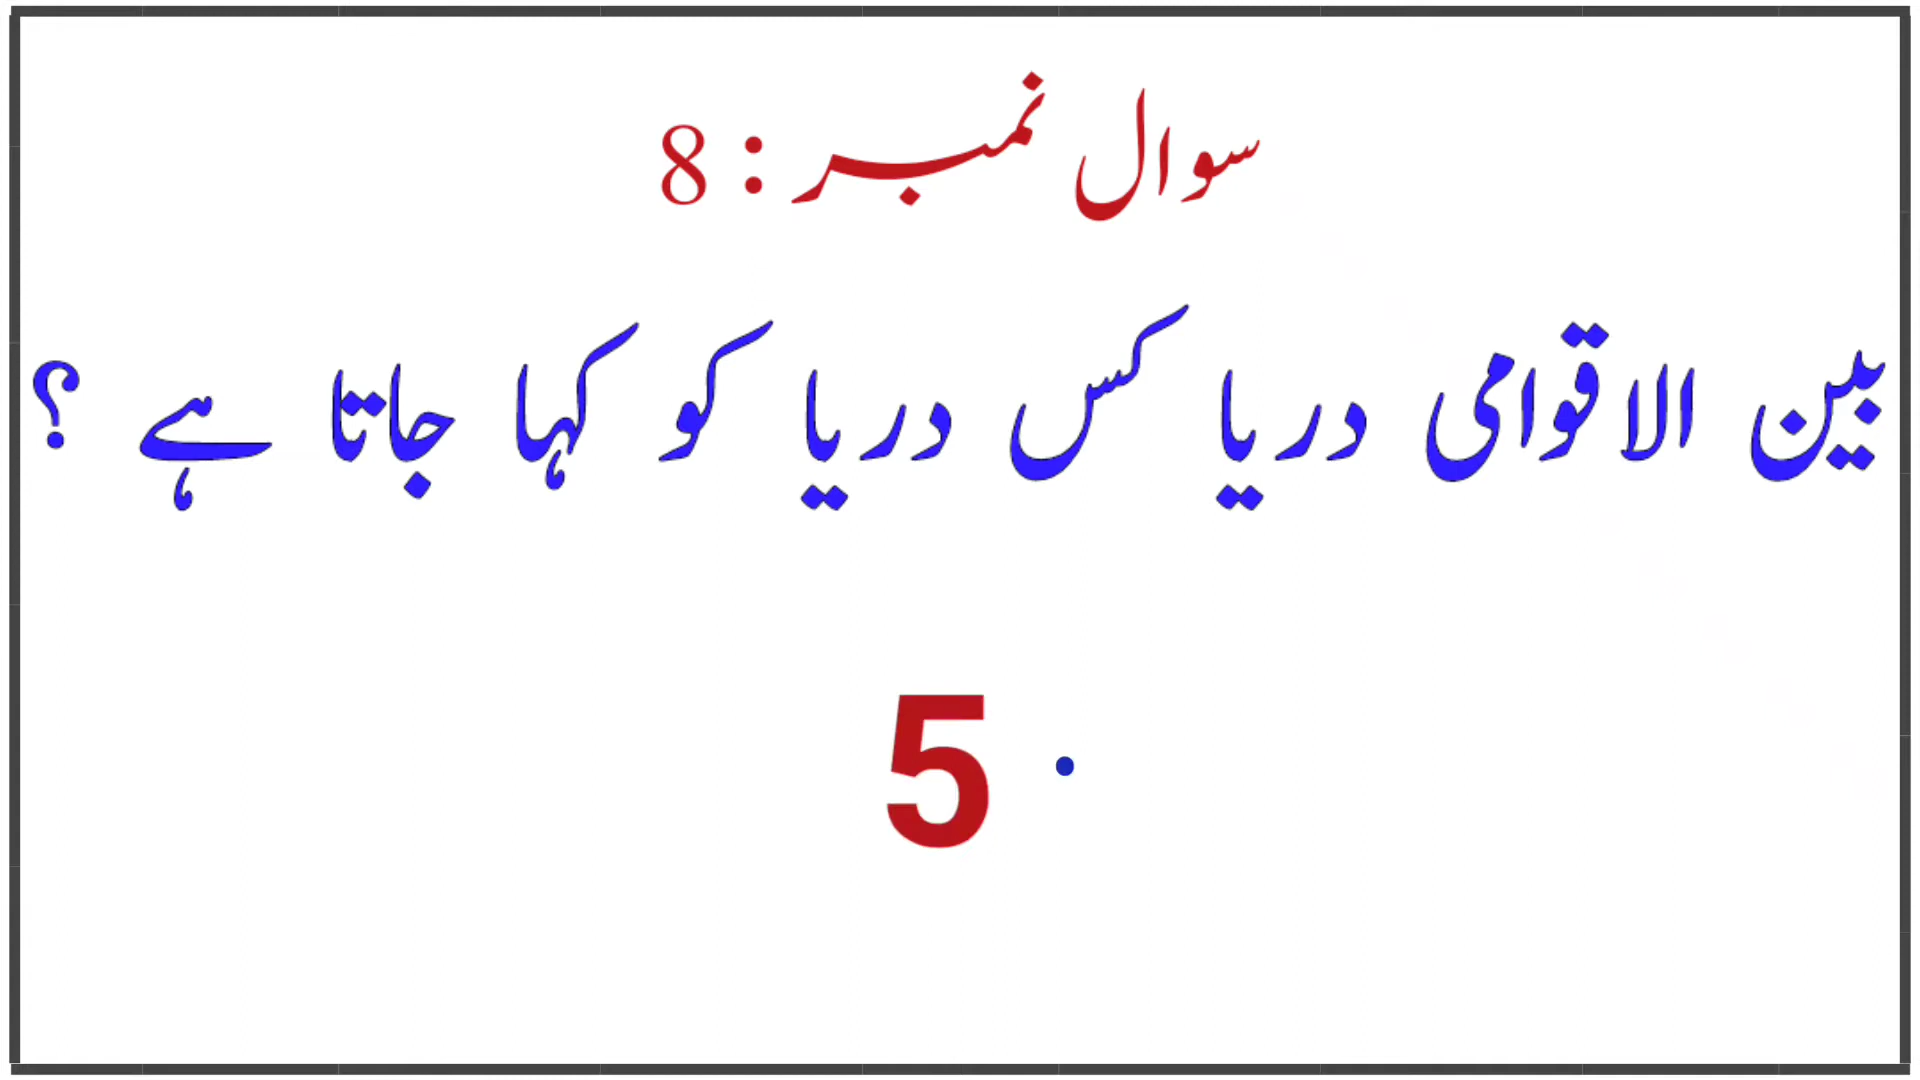 سوال نمبر : 8
بین الاقوامی دریا کس دریا کو کہا جاتا ہے ؟
5